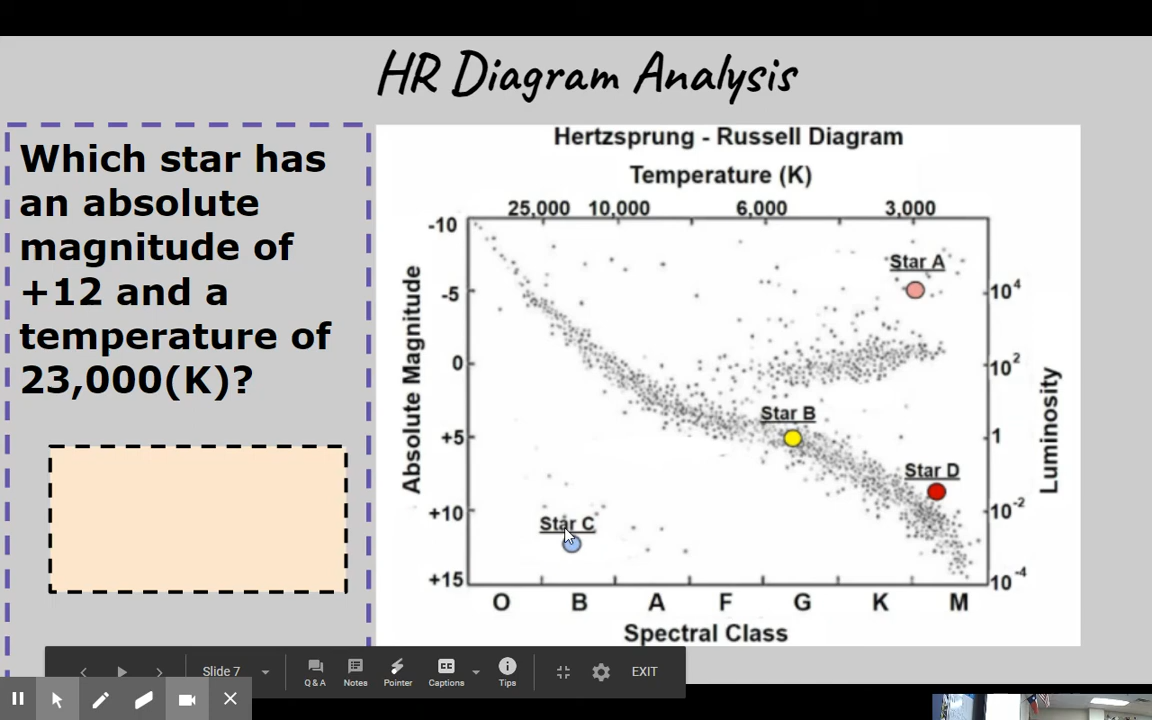 HR Diagram Analysis
Which star has
an absolute
magnitude of
+12 and a
temperature of
23,000(K)?
Hertzsprung - Russell Diagram
Temperature (K)
25,000 10,000 6,000 3,000
Absolute Magnitude
-10
-5
0
+5
+10
+15
Star A
Star B
Star D
Star C
10⁴
10²
1
10⁻²
10⁻⁴
Luminosity
O B A F G K M
Spectral Class
Slide 7
Q & A Notes Pointer Captions Tips
EXIT